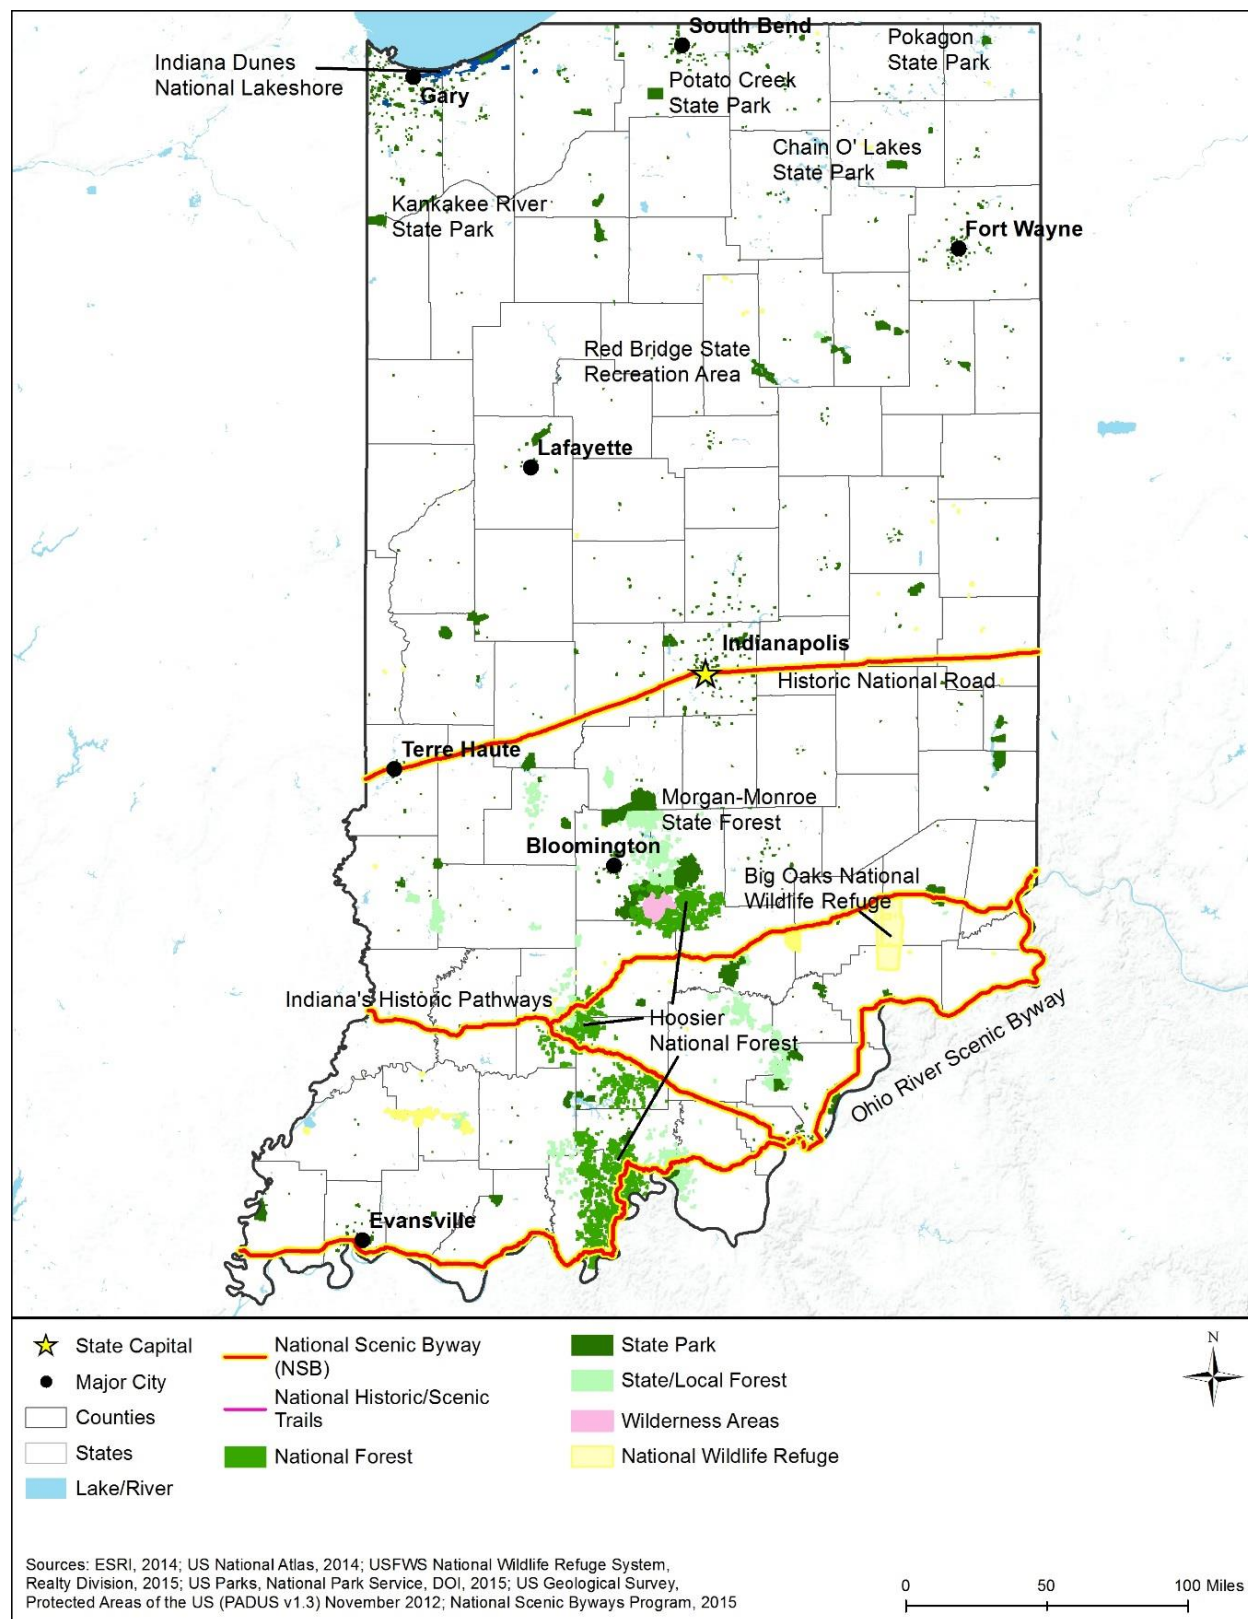 South Bend
Pokagon
State Park
Indiana Dunes
National Lakeshore
Gary
Potato Creek
State Park
Chain O' Lakes
State Park
Kankakee River
State Park
Fort Wayne
Red Bridge State
Recreation Area
Lafayette
Indianapolis
Historic National Road
Terre Haute
Morgan-Monroe
State Forest
Bloomington
Big Oaks National
Wildlife Refuge
Indiana's Historic Pathways
Hoosier
National Forest
Ohio River Scenic Byway
Evansville
State Capital
Major City
Counties
States
Lake/River
National Scenic Byway
(NSB)
National Historic/Scenic
Trails
National Forest
State Park
State/Local Forest
Wilderness Areas
National Wildlife Refuge
N
Sources: ESRI, 2014; US National Atlas, 2014; USFWS National Wildlife Refuge System,
Realty Division, 2015; US Parks, National Park Service, DOI, 2015; US Geological Survey,
Protected Areas of the US (PADUS v1.3) November 2012; National Scenic Byways Program, 2015
0 50 100 Miles